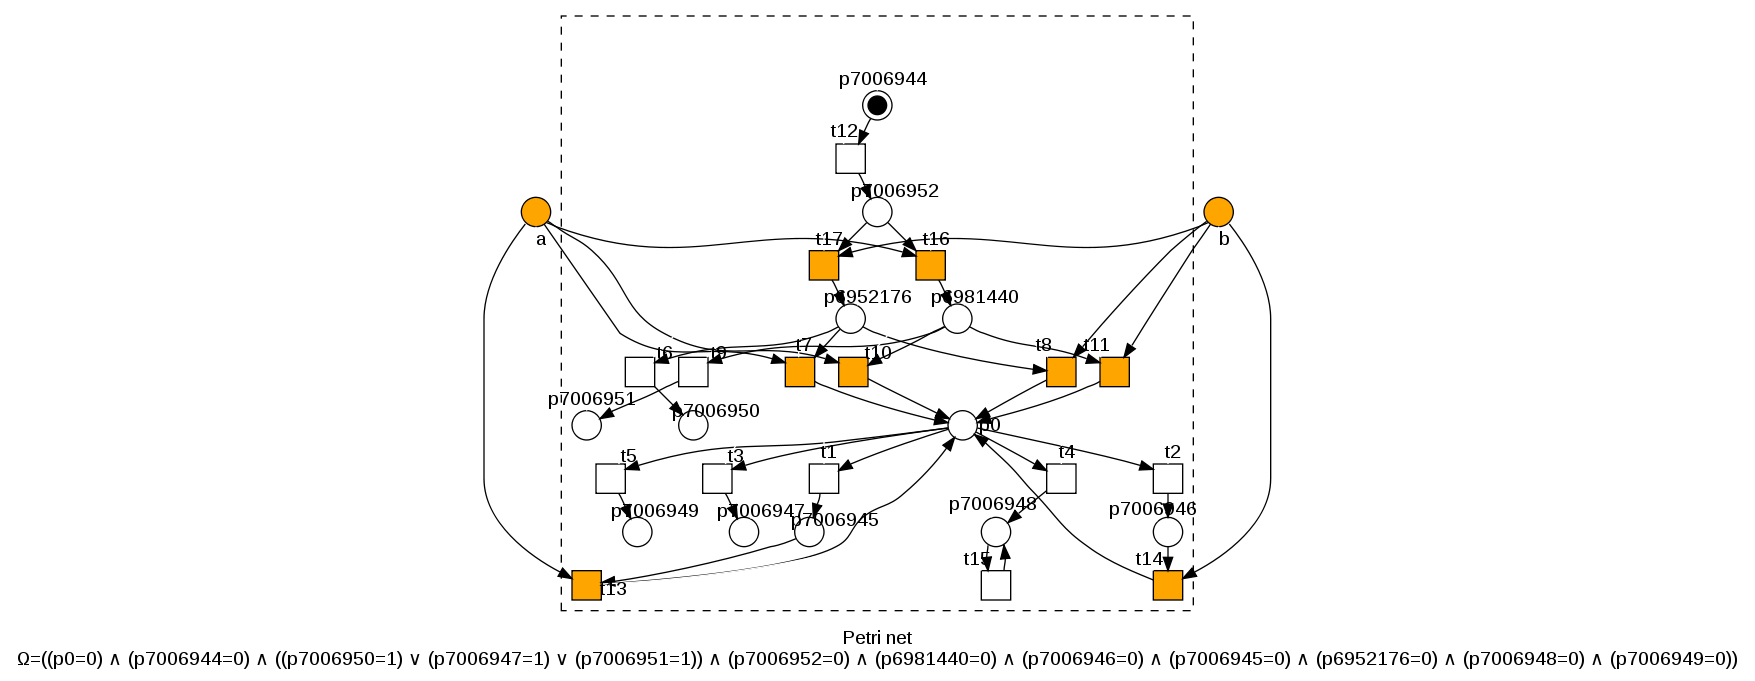 p7006944
t12
p7006952
a
b
t17
t16
p6952176
p6981440
t6
t9
t7
t10
t8
t11
p7006951
p7006950
p0
t5
t3
t1
t4
t2
p7006949
p7006947
p7006945
p7006948
p7006946
t15
t14
t13
Petri net
Ω=((p0=0) ∧ (p7006944=0) ∧ ((p7006950=1) ∨ (p7006947=1) ∨ (p7006951=1)) ∧ (p7006952=0) ∧ (p6981440=0) ∧ (p7006946=0) ∧ (p7006945=0) ∧ (p6952176=0) ∧ (p7006948=0) ∧ (p7006949=0))